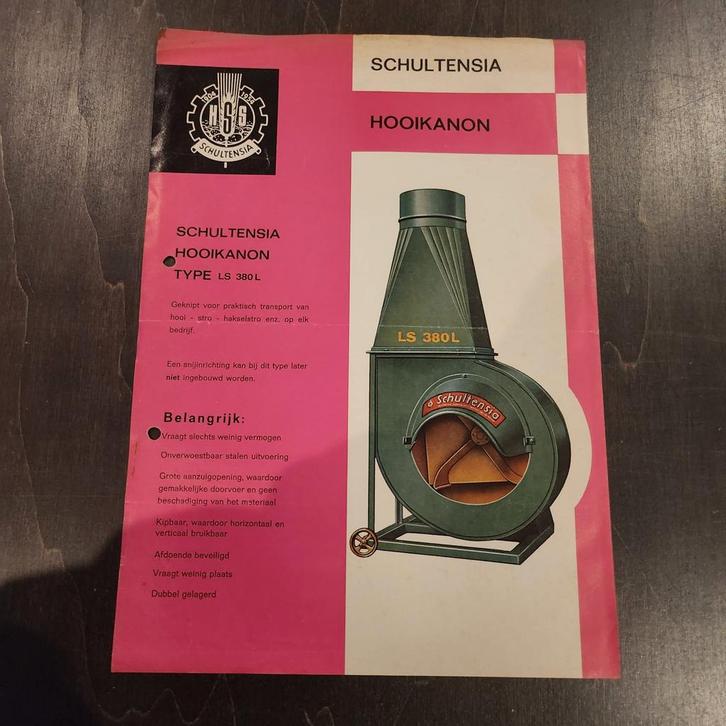 SCHULTENSIA
HOOIKANON
1904
1954
HSS
SCHULTENSIA
SCHULTENSIA
HOOIKANON
TYPE LS 380L
Geknipt voor praktisch transport van
hooi - stro - hakselstro enz. op elk
bedrijf.
Een snijinrichting kan bij dit type later
niet ingebouwd worden.
Belangrijk:
Vraagt slechts weinig vermogen
Onverwoestbaar stalen uitvoering
Grote aanzuigopening, waardoor
gemakkelijke doorvoer en geen
beschadiging van het materiaal
Kipbaar, waardoor horizontaal en
verticaal bruikbaar
Afdoende beveiligd
Vraagt weinig plaats
Dubbel gelagerd
LS 380L
Schultensia